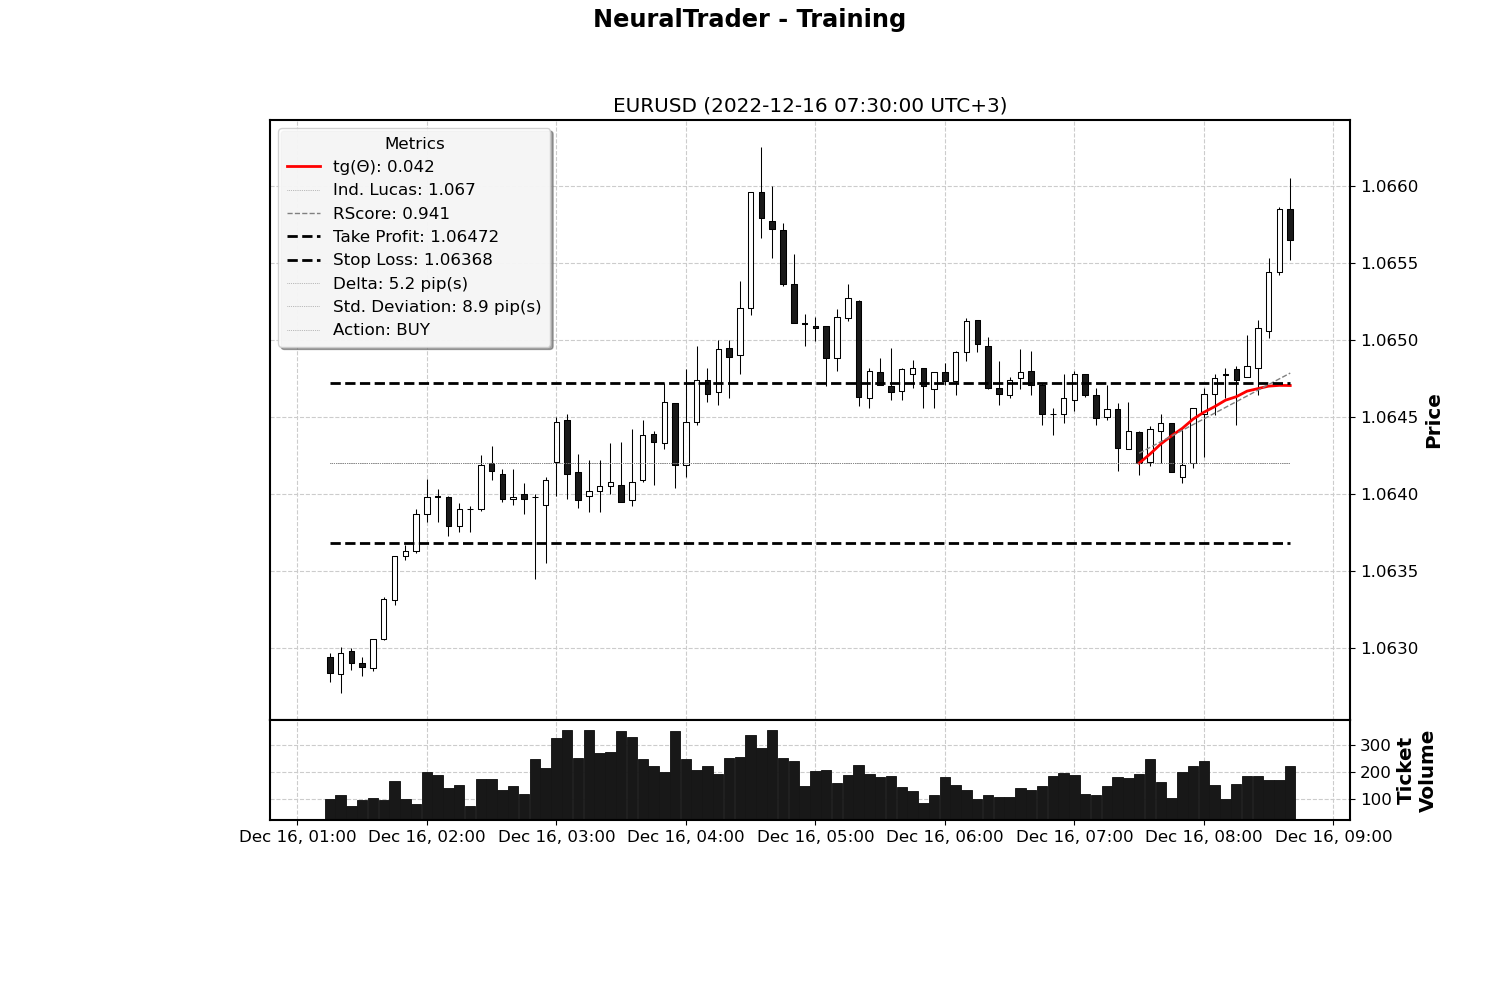 NeuralTrader - Training
EURUSD (2022-12-16 07:30:00 UTC+3)
Metrics
tg(Θ): 0.042
Ind. Lucas: 1.067
RScore: 0.941
Take Profit: 1.06472
Stop Loss: 1.06368
Delta: 5.2 pip(s)
Std. Deviation: 8.9 pip(s)
Action: BUY
1.0660
1.0655
1.0650
1.0645
1.0640
1.0635
1.0630
Price
300
200
100
Ticket
Volume
Dec 16, 01:00 Dec 16, 02:00 Dec 16, 03:00 Dec 16, 04:00 Dec 16, 05:00 Dec 16, 06:00 Dec 16, 07:00 Dec 16, 08:00 Dec 16, 09:00